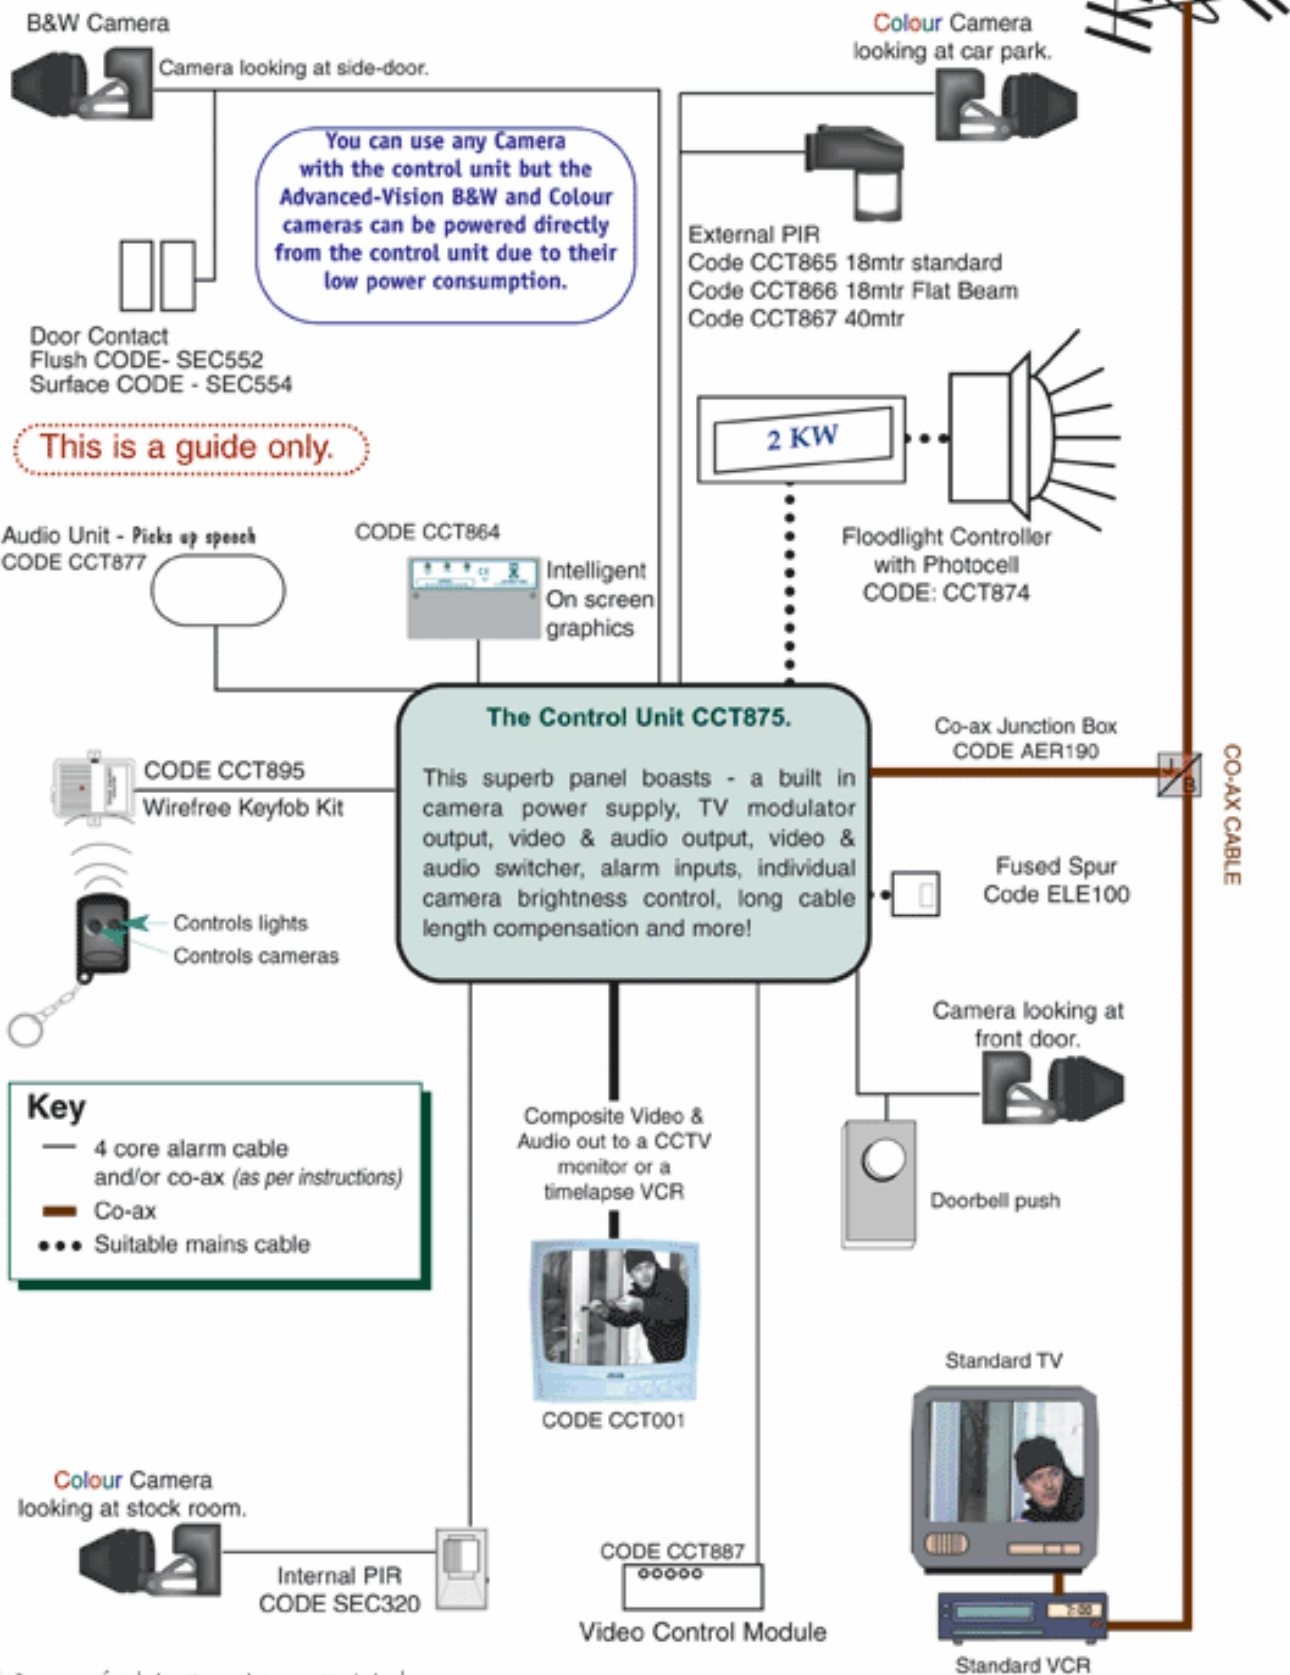 B&W Camera
Camera looking at side-door.
Colour Camera
looking at car park.
You can use any Camera
with the control unit but the
Advanced-Vision B&W and Colour
cameras can be powered directly
from the control unit due to their
low power consumption.
External PIR
Code CCT865 18mtr standard
Code CCT866 18mtr Flat Beam
Code CCT867 40mtr
Door Contact
Flush CODE- SEC552
Surface CODE - SEC554
This is a guide only.
2 KW
Floodlight Controller
with Photocell
CODE: CCT874
Audio Unit - Picks up speech
CODE CCT877
CODE CCT864
Intelligent
On screen
graphics
The Control Unit CCT875.
This superb panel boasts - a built in
camera power supply, TV modulator
output, video & audio output, video &
audio switcher, alarm inputs, individual
camera brightness control, long cable
length compensation and more!
Co-ax Junction Box
CODE AER190
J
B
CO-AX CABLE
CODE CCT895
Wirefree Keyfob Kit
Controls lights
Controls cameras
Fused Spur
Code ELE100
Camera looking at
front door.
Doorbell push
Key
4 core alarm cable
and/or co-ax (as per instructions)
Co-ax
Suitable mains cable
Composite Video &
Audio out to a CCTV
monitor or a
timelapse VCR
CODE CCT001
Standard TV
Colour Camera
looking at stock room.
Internal PIR
CODE SEC320
CODE CCT887
Video Control Module
7:00
Standard VCR